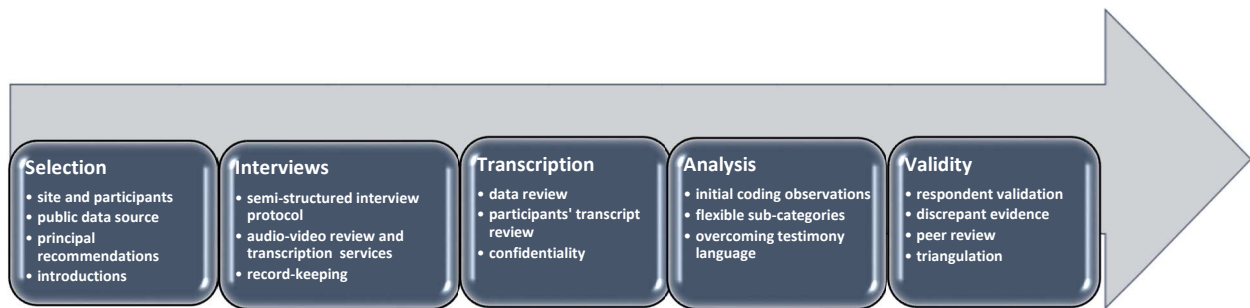 Selection
• site and participants
• public data source
• principal
recommendations
• introductions
Interviews
• semi-structured interview
protocol
• audio-video review and
transcription services
• record-keeping
Transcription
• data review
• participants' transcript
review
• confidentiality
Analysis
• initial coding observations
• flexible sub-categories
• overcoming testimony
language
Validity
• respondent validation
• discrepant evidence
• peer review
• triangulation